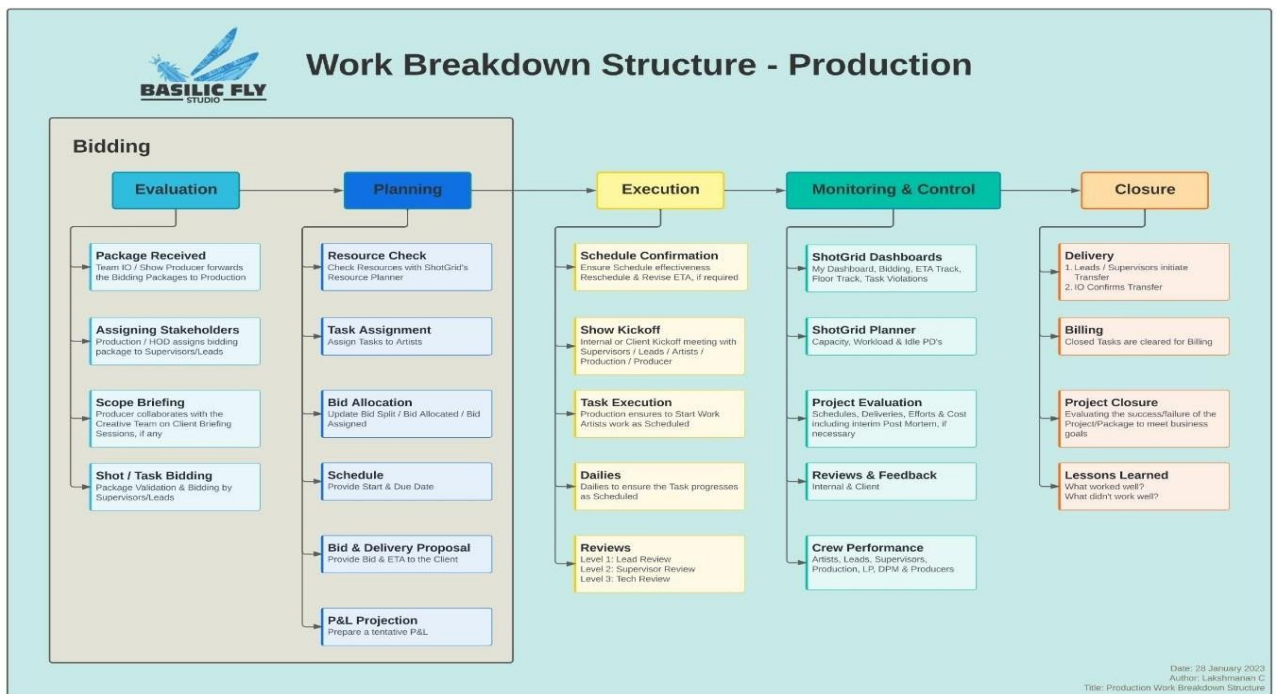 BASILIC FLY
STUDIO
Work Breakdown Structure - Production
Bidding
Evaluation
Package Received
Team IO / Show Producer forwards
the Bidding Packages to Production
Assigning Stakeholders
Production / HOD assigns bidding
package to Supervisors/Leads
Scope Briefing
Producer collaborates with the
Creative Team on Client Briefing
Sessions, if any
Shot / Task Bidding
Package Validation & Bidding by
Supervisors/Leads
Planning
Resource Check
Check Resources with ShotGrid's
Resource Planner
Task Assignment
Assign Tasks to Artists
Bid Allocation
Update Bid Split / Bid Allocated / Bid
Assigned
Schedule
Provide Start & Due Date
Bid & Delivery Proposal
Provide Bid & ETA to the Client
P&L Projection
Prepare a tentative P&L
Execution
Schedule Confirmation
Ensure Schedule effectiveness
Reschedule & Revise ETA, if required
Show Kickoff
Internal or Client Kickoff meeting with
Supervisors / Leads / Artists /
Production / Producer
Task Execution
Production ensures to Start Work
Artists work as Scheduled
Dailies
Dailies to ensure the Task progresses
as Scheduled
Reviews
Level 1: Lead Review
Level 2: Supervisor Review
Level 3: Tech Review
Monitoring & Control
ShotGrid Dashboards
My Dashboard, Bidding, ETA Track,
Floor Track, Task Violations
ShotGrid Planner
Capacity, Workload & Idle PD's
Project Evaluation
Schedules, Deliveries, Efforts & Cost
including interim Post Mortem, if
necessary
Reviews & Feedback
Internal & Client
Crew Performance
Artists, Leads, Supervisors,
Production, LP, DPM & Producers
Closure
Delivery
1. Leads / Supervisors initiate
Transfer
2. IO Confirms Transfer
Billing
Closed Tasks are cleared for Billing
Project Closure
Evaluating the success/failure of the
Project/Package to meet business
goals
Lessons Learned
What worked well?
What didn't work well?
Date: 28 January 2023
Author: Lakshmanan C
Title: Production Work Breakdown Structure